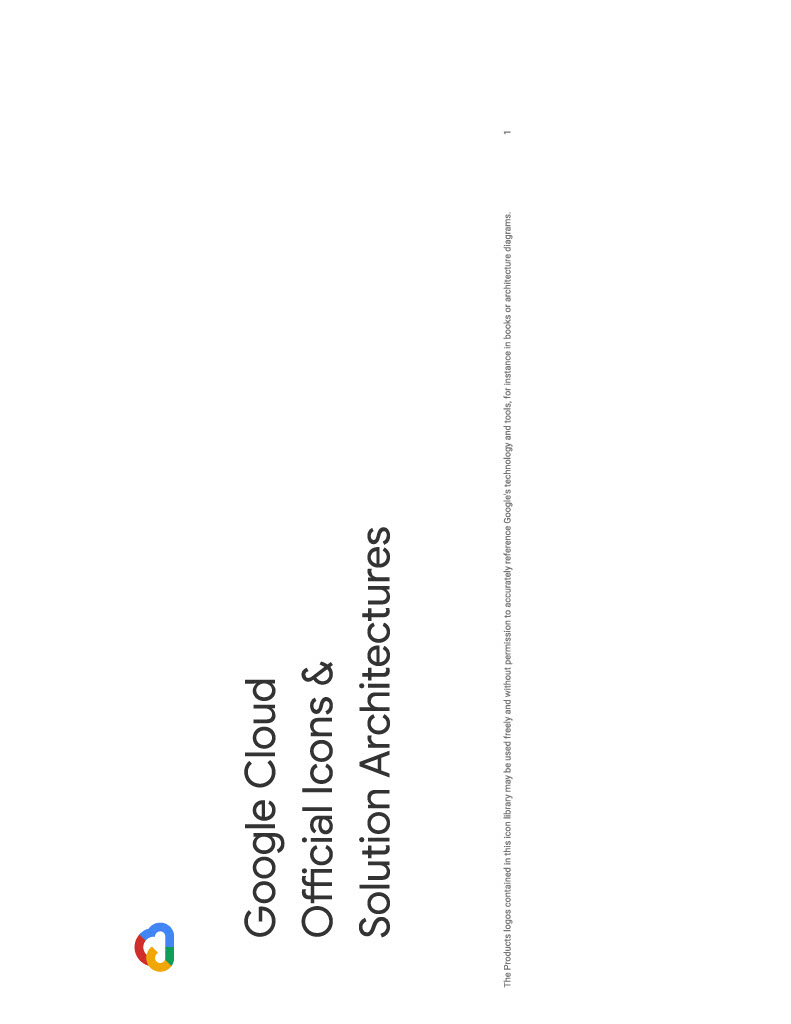 Google Cloud
Official Icons &
Solution Architectures
The Products logos contained in this icon library may be used freely and without permission to accurately reference Google's technology and tools, for instance in books or architecture diagrams.
1